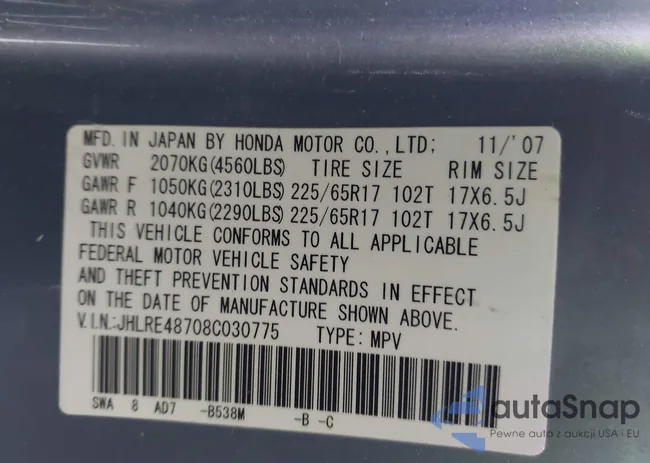 MFD. IN JAPAN BY HONDA MOTOR CO.,LTD; 11/'07
GVWR 2070KG(4560LBS) TIRE SIZE RIM SIZE
GAWR F 1050KG(2310LBS) 225/65R17 102T 17X6.5J
GAWR R 1040KG(2290LBS) 225/65R17 102T 17X6.5J
THIS VEHICLE CONFORMS TO ALL APPLICABLE
FEDERAL MOTOR VEHICLE SAFETY
AND THEFT PREVENTION STANDARDS IN EFFECT
ON THE DATE OF MANUFACTURE SHOWN ABOVE.
V.I.N.:JHLRE48708C030775 TYPE: MPV
SWA 8 AD7 -B538M -B -C
autaSnap
Pewne auto z aukcji USA i EU